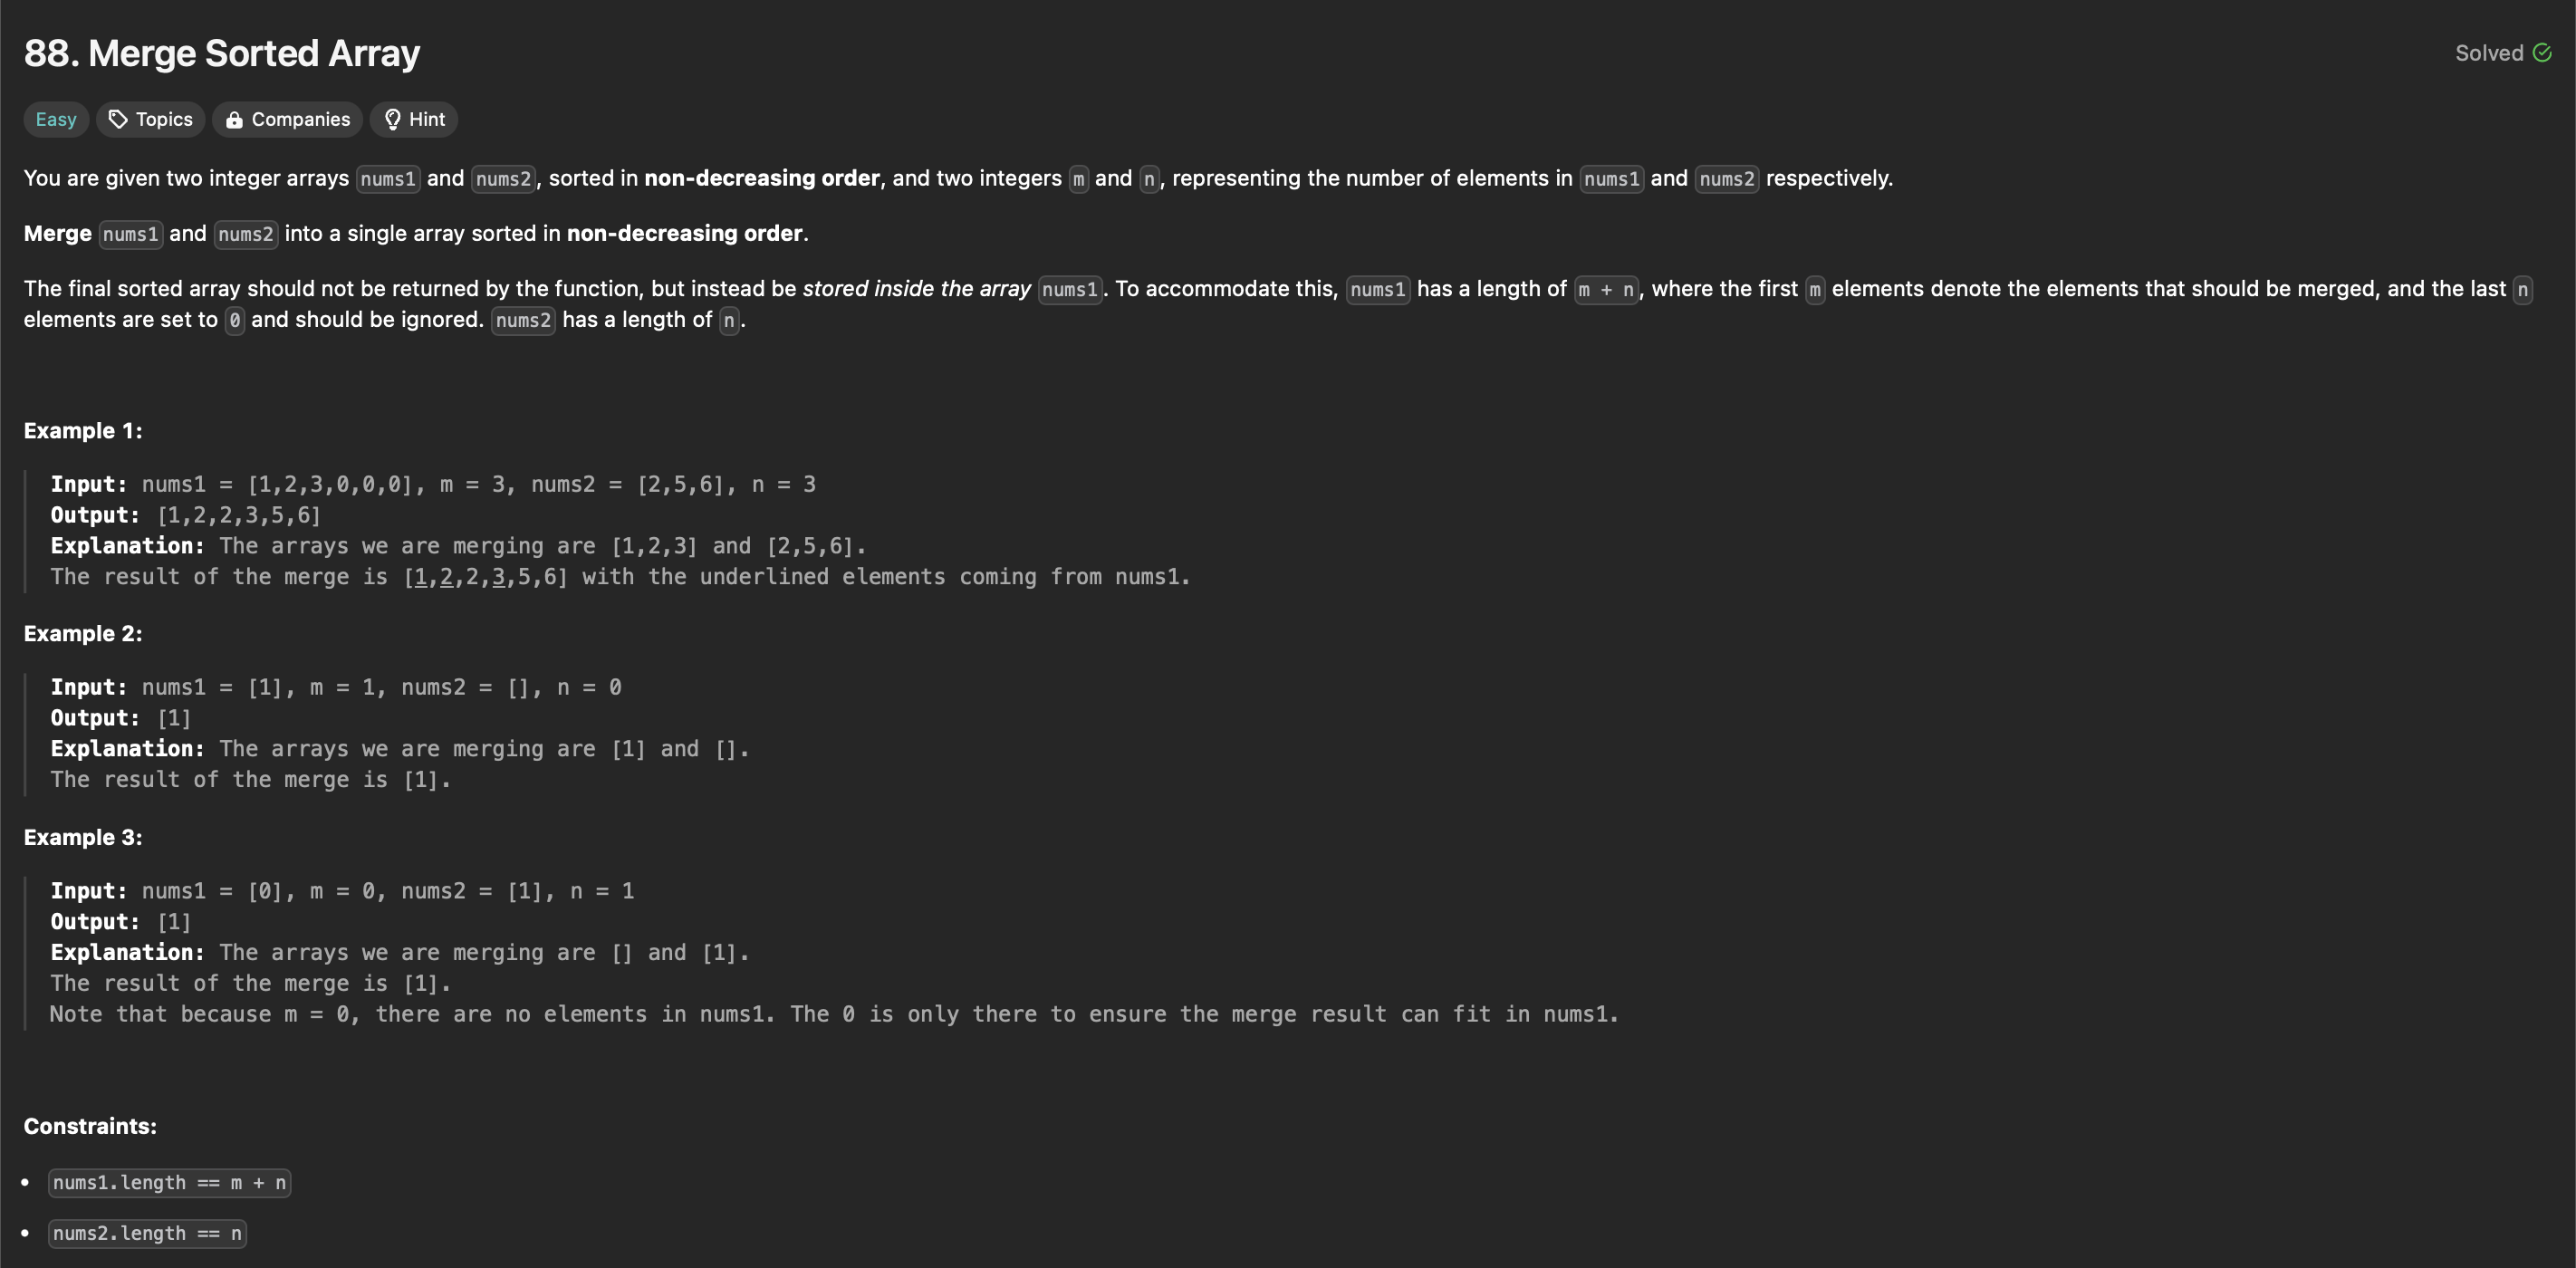 88. Merge Sorted Array
Solved
Easy Topics Companies Hint
You are given two integer arrays nums1 and nums2, sorted in non-decreasing order, and two integers m and n, representing the number of elements in nums1 and nums2 respectively.
Merge nums1 and nums2 into a single array sorted in non-decreasing order.
The final sorted array should not be returned by the function, but instead be stored inside the array nums1. To accommodate this, nums1 has a length of m + n, where the first m elements denote the elements that should be merged, and the last n
elements are set to 0 and should be ignored. nums2 has a length of n.
Example 1:
Input: nums1 = [1,2,3,0,0,0], m = 3, nums2 = [2,5,6], n = 3
Output: [1,2,2,3,5,6]
Explanation: The arrays we are merging are [1,2,3] and [2,5,6].
The result of the merge is [1,2,2,3,5,6] with the underlined elements coming from nums1.
Example 2:
Input: nums1 = [1], m = 1, nums2 = [], n = 0
Output: [1]
Explanation: The arrays we are merging are [1] and [].
The result of the merge is [1].
Example 3:
Input: nums1 = [0], m = 0, nums2 = [1], n = 1
Output: [1]
Explanation: The arrays we are merging are [] and [1].
The result of the merge is [1].
Note that because m = 0, there are no elements in nums1. The 0 is only there to ensure the merge result can fit in nums1.
Constraints:
• nums1.length == m + n
• nums2.length == n